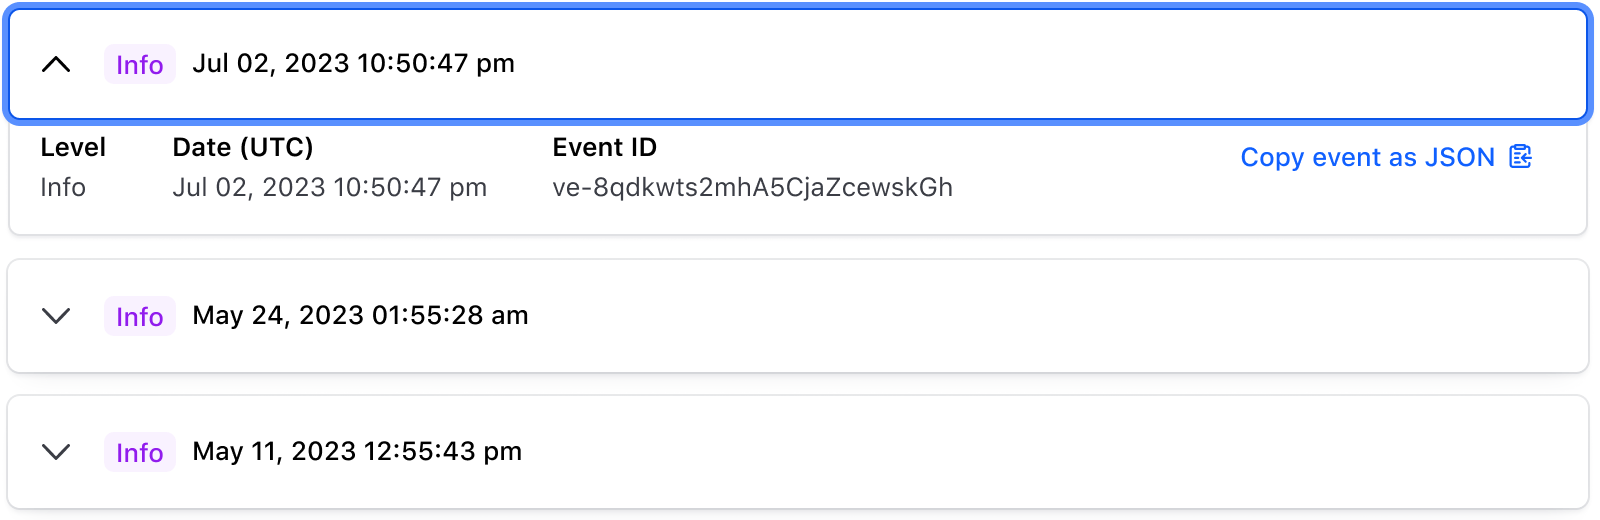 Info Jul 02, 2023 10:50:47 pm
Level Date (UTC) Event ID
Copy event as JSON
Info Jul 02, 2023 10:50:47 pm ve-8qdkwts2mhA5CjaZcewskGh
Info May 24, 2023 01:55:28 am
Info May 11, 2023 12:55:43 pm